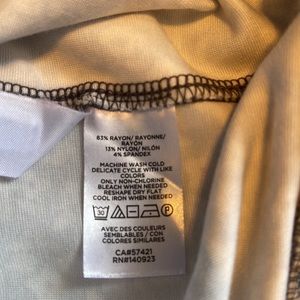 83% RAYON/ RAYONNE/
RAYÓN
13% NYLON/ NILÓN
4% SPANDEX
MACHINE WASH COLD
DELICATE CYCLE WITH LIKE
COLORS
ONLY NON-CHLORINE
BLEACH WHEN NEEDED
RESHAPE DRY FLAT
COOL IRON WHEN NEEDED
30
P
AVEC DES COULEURS
SEMBLABLES / CON
COLORES SIMILARES
CA#57421
RN#140923